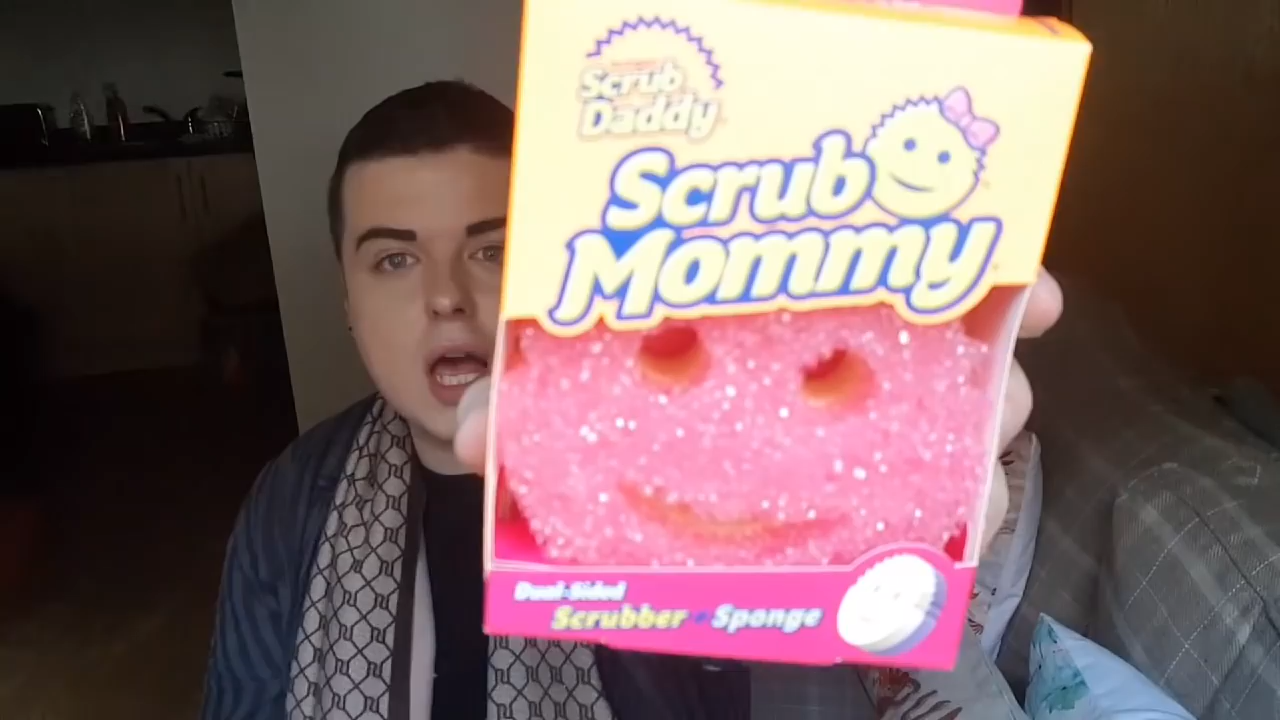 Scrub
Daddy
Scrub
Mommy
Dual-Sided
Scrubber + Sponge